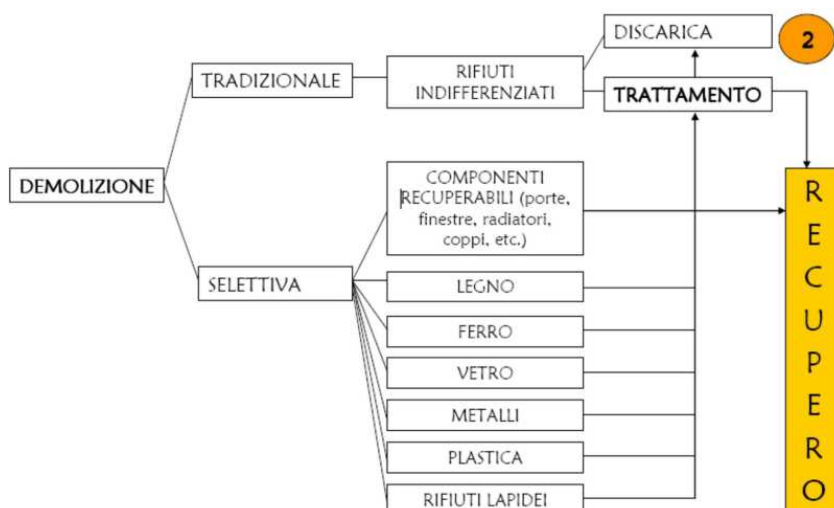 DISCARICA
2
TRADIZIONALE
RIFIUTI
INDIFFERENZIATI
TRATTAMENTO
DEMOLIZIONE
COMPONENTI
RECUPERABILI (porte,
finestre, radiatori,
coppi, etc.)
SELETTIVA
LEGNO
FERRO
VETRO
METALLI
PLASTICA
RIFIUTI LAPIDEI
R
E
C
U
P
E
R
O